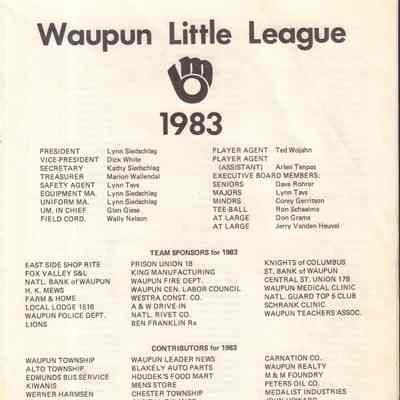 Waupun Little League
1983
PRESIDENT Lynn Siedschlag
VICE-PRESIDENT Dick White
SECRETARY Kathy Siedschlag
TREASURER Marion Wallendal
SAFETY AGENT Lynn Tews
EQUIPMENT MA. Lynn Siedschlag
UNIFORM MA. Lynn Siedschlag
UM. IN CHIEF Glen Giese
FIELD CORD. Wally Nelson
PLAYER AGENT Ted Wojahn
PLAYER AGENT
(ASSISTANT) Arlen Tenpas
EXECUTIVE BOARD MEMBERS:
SENIORS Dave Rohrer
MAJORS Lynn Tews
MINORS Corey Gerritson
TEE-BALL Ron Schaalma
AT LARGE Don Grams
AT LARGE Jerry Vanden Heuvel
TEAM SPONSORS for 1983
EAST SIDE SHOP RITE
FOX VALLEY S&L
NATL. BANK of WAUPUN
H. K. MEWS
FARM & HOME
LOCAL LODGE 1516
WAUPUN POLICE DEPT.
LIONS
PRISON UNION 18
KING MANUFACTURING
WAUPUN FIRE DEPT.
WAUPUN CEN. LABOR COUNCIL
WESTRA CONST. CO.
A & W DRIVE-IN
NATL. RIVET CO.
BEN FRANKLIN Rx
KNIGHTS of COLUMBUS
ST. BANK of WAUPUN
CENTRAL ST. UNION 178
WAUPUN MEDICAL CLINIC
NATL. GUARD TOP 5 CLUB
SCHRANK CLINIC
WAUPUN TEACHERS ASSOC.
CONTRIBUTORS for 1983
WAUPUN TOWNSHIP
ALTO TOWNSHIP
EDMUNDS BUS SERVICE
KIWANIS
WERNER HARMSEN
WAUPUN LEADER NEWS
BLAKELY AUTO PARTS
HOUDEK'S FOOD MART
MENS STORE
CHESTER TOWNSHIP
CARNATION CO.
WAUPUN REALTY
M & M FOUNDRY
PETERS OIL CO.
MEDALIST INDUSTRIES